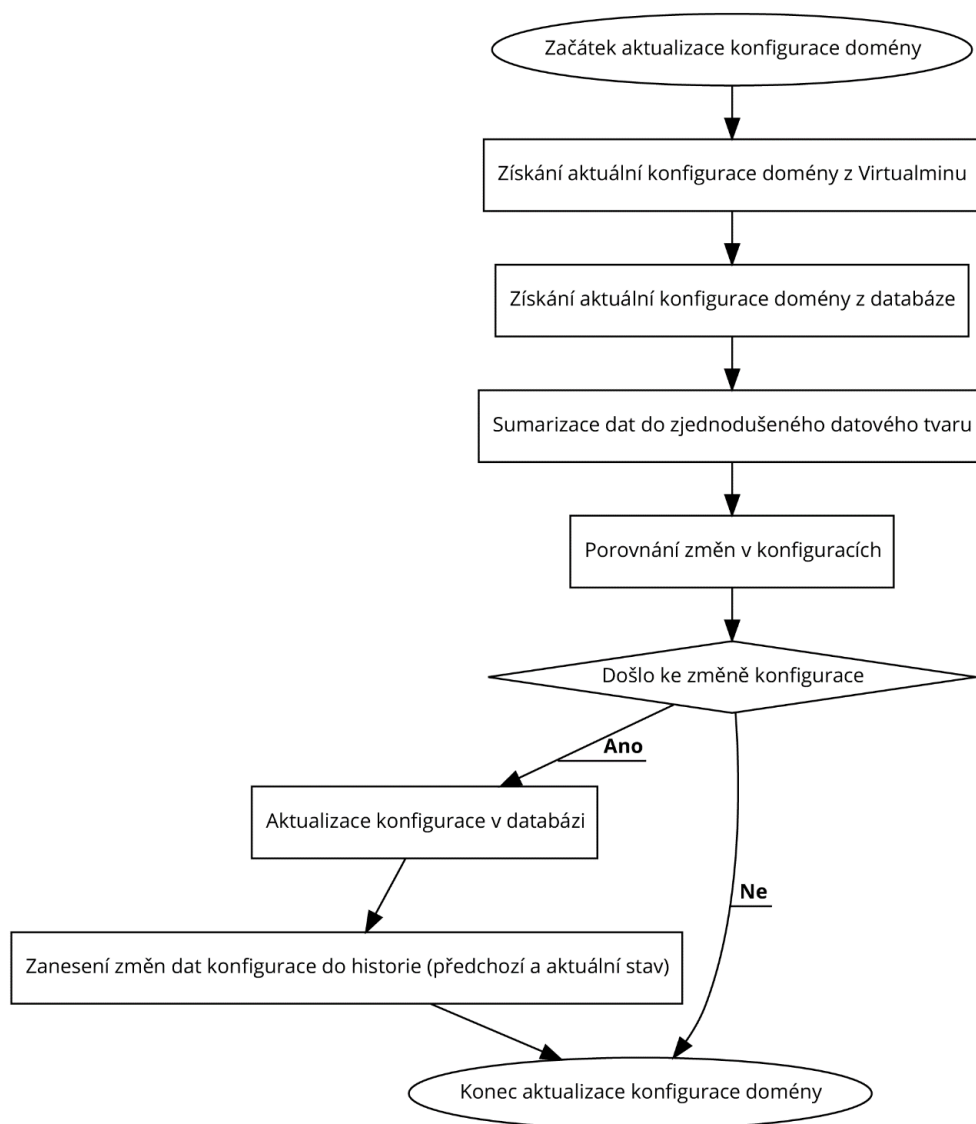 Začátek aktualizace konfigurace domény
Získání aktuální konfigurace domény z Virtualminu
Získání aktuální konfigurace domény z databáze
Sumarizace dat do zjednodušeného datového tvaru
Porovnání změn v konfiguracích
Došlo ke změně konfigurace
Ano
Aktualizace konfigurace v databázi
Ne
Zanesení změn dat konfigurace do historie (předchozí a aktuální stav)
Konec aktualizace konfigurace domény